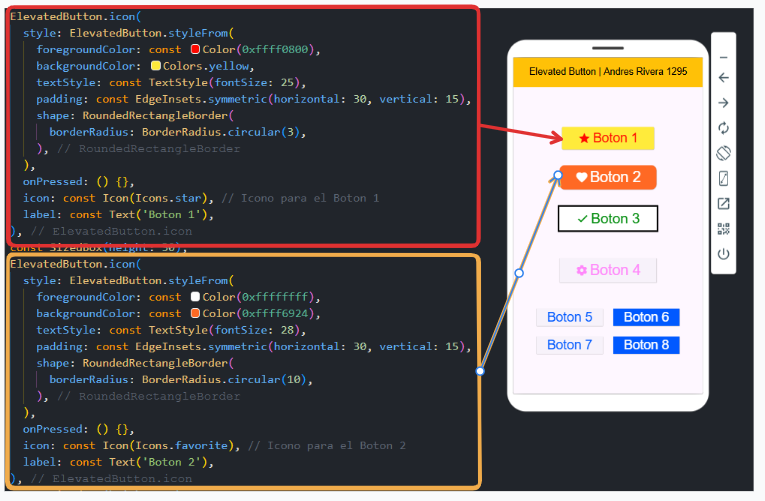 ElevatedButton.icon(
style: ElevatedButton.styleFrom(
foregroundColor: const Color(0xffff0800),
backgroundColor: Colors.yellow,
textStyle: const TextStyle(fontSize: 25),
padding: const EdgeInsets.symmetric(horizontal: 30, vertical: 15),
shape: RoundedRectangleBorder(
borderRadius: BorderRadius.circular(3),
), // RoundedRectangleBorder
),
onPressed: () {},
icon: const Icon(Icons.star), // Icono para el Boton 1
label: const Text('Boton 1'),
), // ElevatedButton.icon
const SizedBox(height: 30),
ElevatedButton.icon(
style: ElevatedButton.styleFrom(
foregroundColor: const Color(0xffffffff),
backgroundColor: const Color(0xffff6924),
textStyle: const TextStyle(fontSize: 28),
padding: const EdgeInsets.symmetric(horizontal: 30, vertical: 15),
shape: RoundedRectangleBorder(
borderRadius: BorderRadius.circular(10),
), // RoundedRectangleBorder
),
onPressed: () {},
icon: const Icon(Icons.favorite), // Icono para el Boton 2
label: const Text('Boton 2'),
), // ElevatedButton.icon
Elevated Button | Andres Rivera 1295
Boton 1
Boton 2
Boton 3
Boton 4
Boton 5 Boton 6
Boton 7 Boton 8